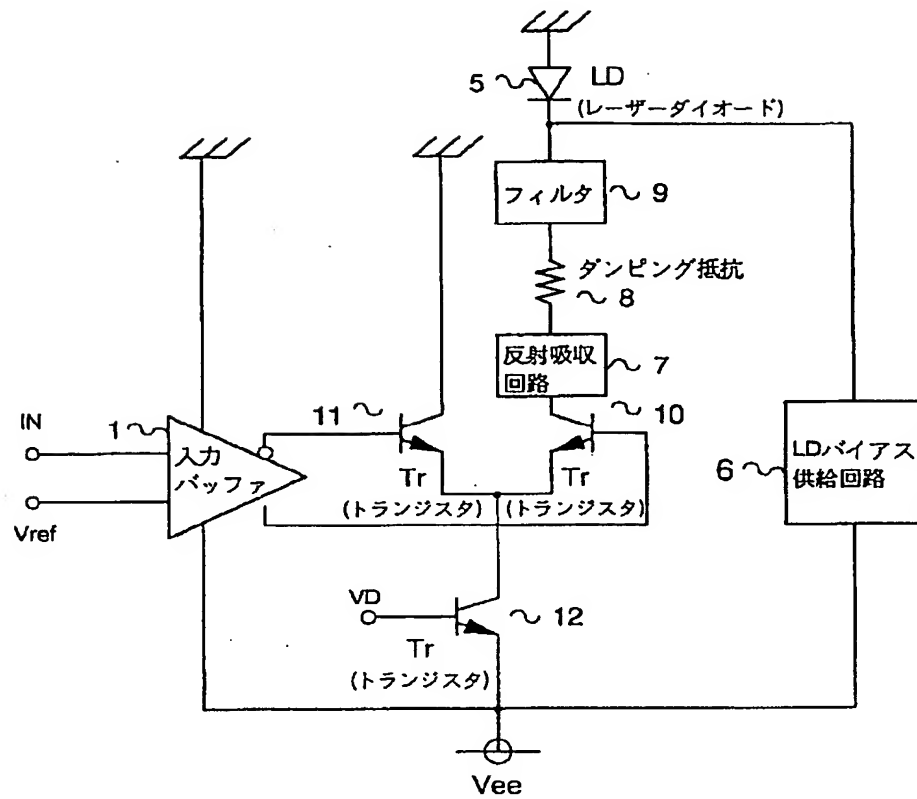 5 LD
(レーザーダイオード)
フィルタ 9
ダンピング抵抗
8
反射吸収
回路 7
11
10
IN
1
入力
バッファ
Vref
Tr
(トランジスタ)
Tr
(トランジスタ)
6
LDバイアス
供給回路
VD
12
Tr
(トランジスタ)
Vee